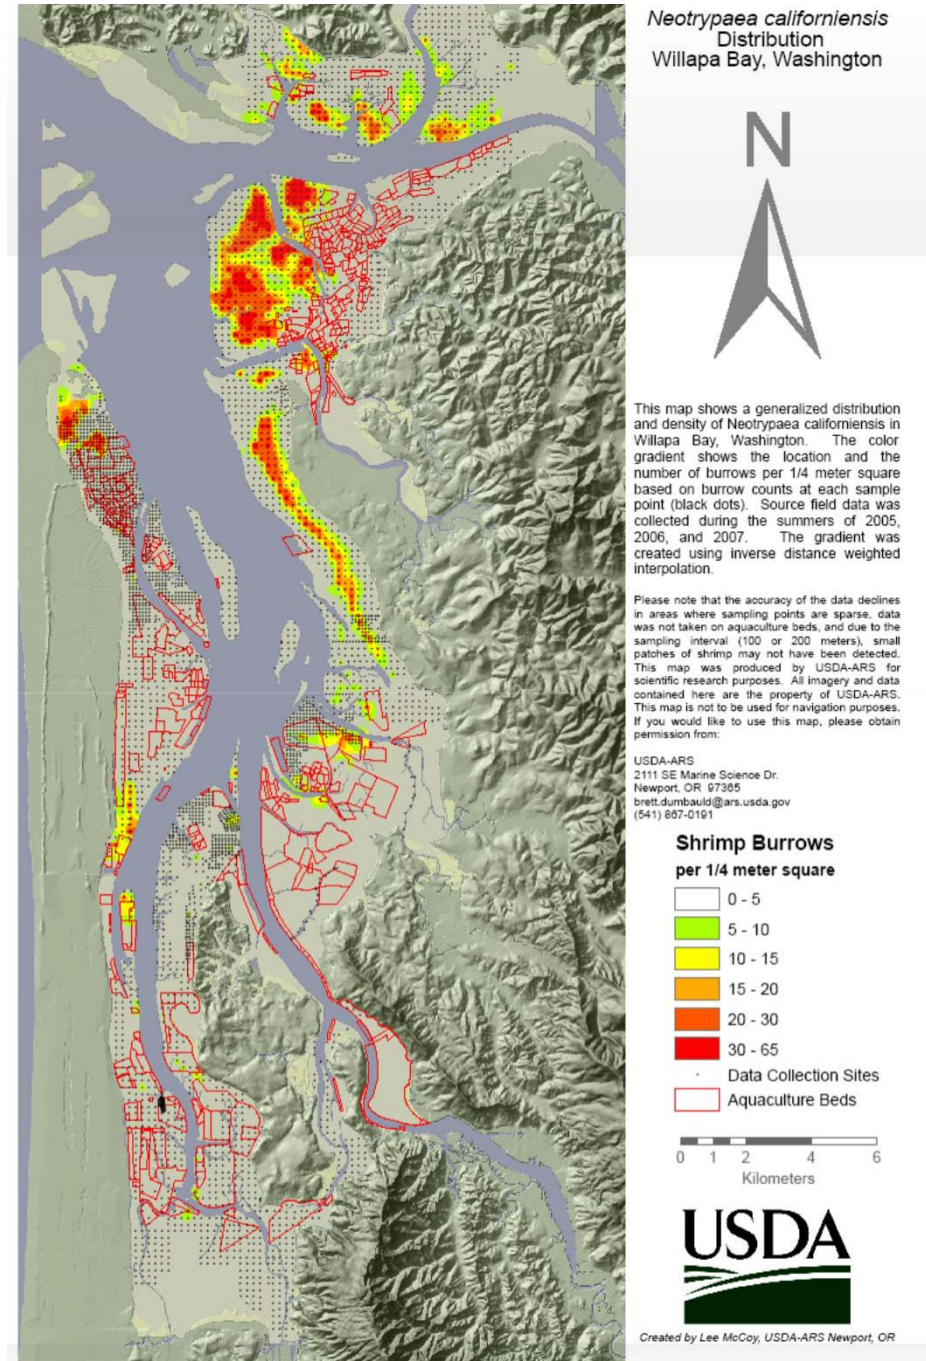 Neotrypaea californiensis
Distribution
Willapa Bay, Washington
N
This map shows a generalized distribution
and density of Neotrypaea californiensis in
Willapa Bay, Washington. The color
gradient shows the location and the
number of burrows per 1/4 meter square
based on burrow counts at each sample
point (black dots). Source field data was
collected during the summers of 2005,
2006, and 2007. The gradient was
created using inverse distance weighted
interpolation.
Please note that the accuracy of the data declines
in areas where sampling points are sparse, data
was not taken on aquaculture beds, and due to the
sampling interval (100 or 200 meters), small
patches of shrimp may not have been detected.
This map was produced by USDA-ARS for
scientific research purposes. All imagery and data
contained here are the property of USDA-ARS.
This map is not to be used for navigation purposes.
If you would like to use this map, please obtain
permission from:
USDA-ARS
2111 SE Marine Science Dr.
Newport, OR 97365
brett.dumbauld@ars.usda.gov
(541) 867-0191
Shrimp Burrows
per 1/4 meter square
0 - 5
5 - 10
10 - 15
15 - 20
20 - 30
30 - 65
Data Collection Sites
Aquaculture Beds
0 1 2 4 6
Kilometers
USDA
Created by Lee McCoy, USDA-ARS Newport, OR